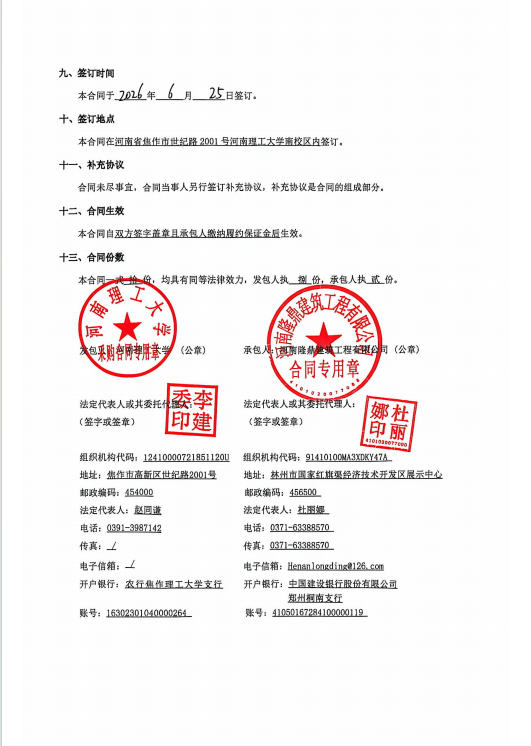 九、签订时间
本合同于 2026 年 6 月 25 日签订。
十、签订地点
本合同在河南省焦作市世纪路 2001 号河南理工大学南校区内签订。
十一、补充协议
合同未尽事宜，合同当事人另行签订补充协议，补充协议是合同的组成部分。
十二、合同生效
本合同自双方签字盖章且承包人缴纳履约保证金后生效。
十三、合同份数
本合同一式 拾 份，均具有同等法律效力，发包人执 捌 份，承包人执 贰 份。
河南理工大学
采购合同专用章
河南隆鼎建筑工程有限公司
合同专用章
4101020077088
发包人：河南理工大学 （公章）
承包人：河南隆鼎建筑工程有限公司 （公章）
法定代表人或其委托代理人：
（签字或签章）
李建委印
法定代表人或其委托代理人：
（签字或签章）
杜丽娜印
组织机构代码：12410000721851120U
地址：焦作市高新区世纪路2001号
邮政编码：454000
法定代表人：赵同谦
电话：0391-3987142
传真：/
电子信箱：/
开户银行：农行焦作理工大学支行
账号：16302301040000264
组织机构代码：91410100MA3XDKY47A
地址：林州市国家红旗渠经济技术开发区展示中心
邮政编码：456500
法定代表人：杜丽娜
电话：0371-63388570
传真：0371-63388570
电子信箱：Henanlongding@126.com
开户银行：中国建设银行股份有限公司
郑州桐南支行
账号：41050167284100000119